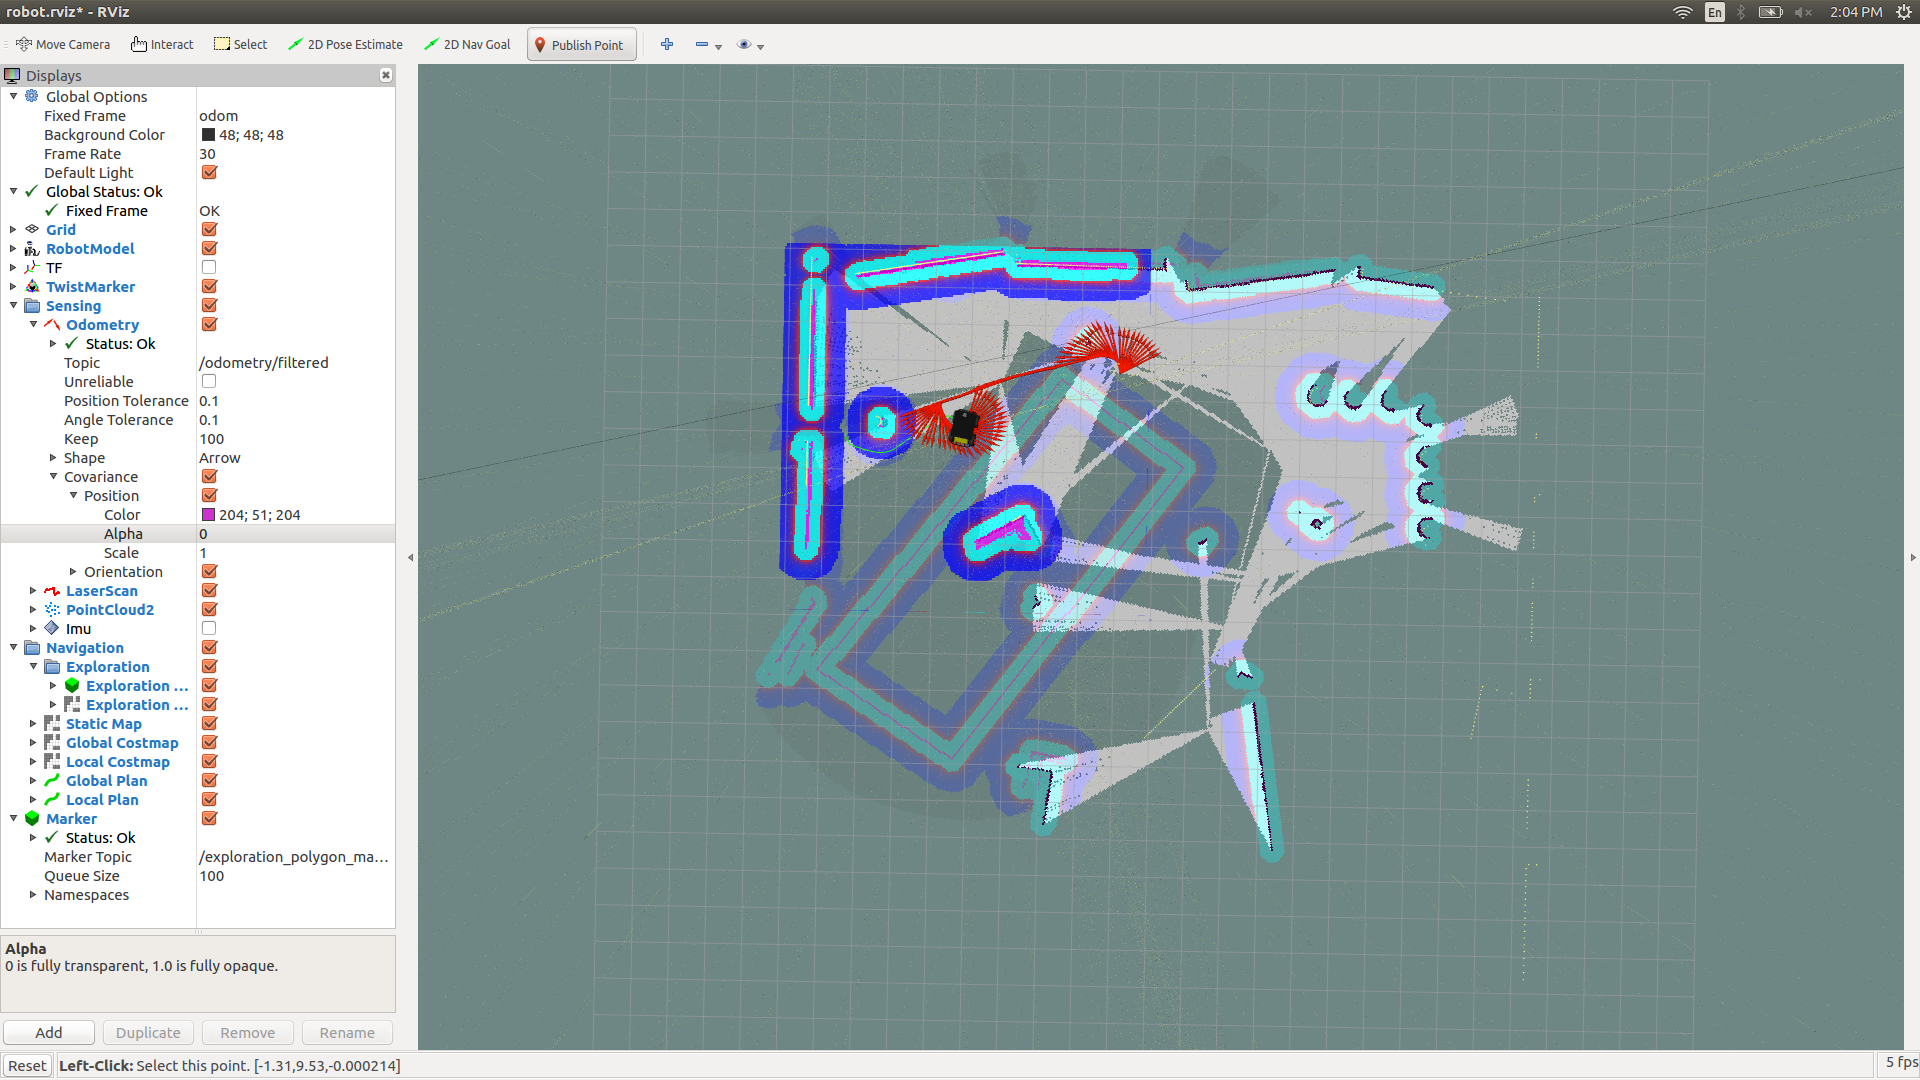 robot.rviz* - RViz
En
2:04 PM
Move Camera
Interact
Select
2D Pose Estimate
2D Nav Goal
Publish Point
Displays
Global Options
Fixed Frame odom
Background Color 48; 48; 48
Frame Rate 30
Default Light
Global Status: Ok
Fixed Frame OK
Grid
RobotModel
TF
TwistMarker
Sensing
Odometry
Status: Ok
Topic /odometry/filtered
Unreliable
Position Tolerance 0.1
Angle Tolerance 0.1
Keep 100
Shape Arrow
Covariance
Position
Color 204; 51; 204
Alpha 0
Scale 1
Orientation
LaserScan
PointCloud2
Imu
Navigation
Exploration
Exploration ...
Exploration ...
Static Map
Global Costmap
Local Costmap
Global Plan
Local Plan
Marker
Status: Ok
Marker Topic /exploration_polygon_ma...
Queue Size 100
Namespaces
Alpha
0 is fully transparent, 1.0 is fully opaque.
Add
Duplicate
Remove
Rename
Reset
Left-Click: Select this point. [-1.31,9.53,-0.000214]
5 fps